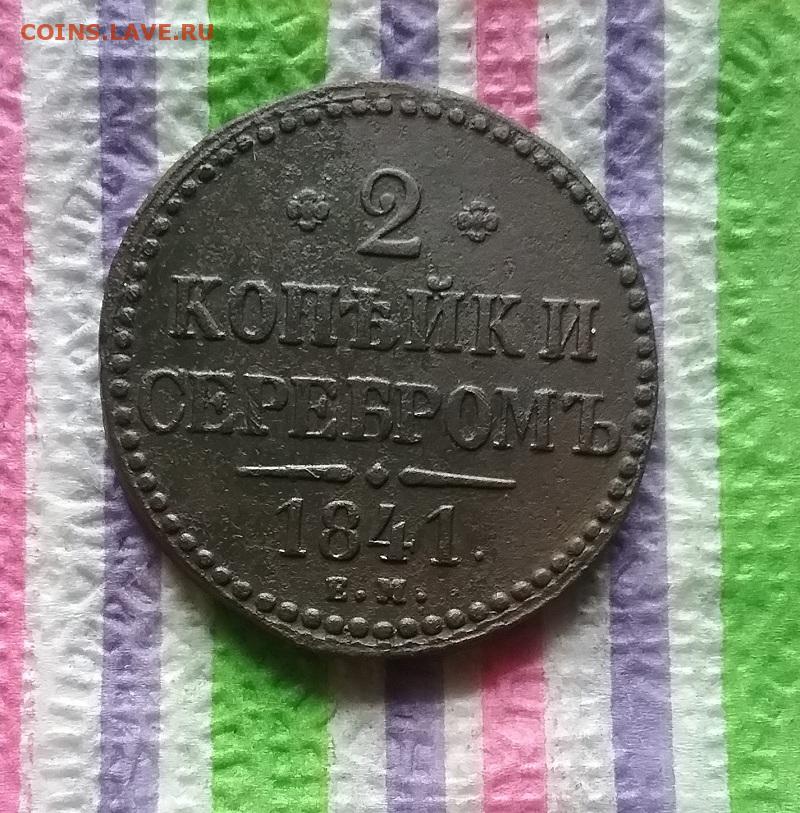 COINS.LAVE.RU
2
КОПѢЙКИ
СЕРЕБРОМЪ
1841.
Е.М.